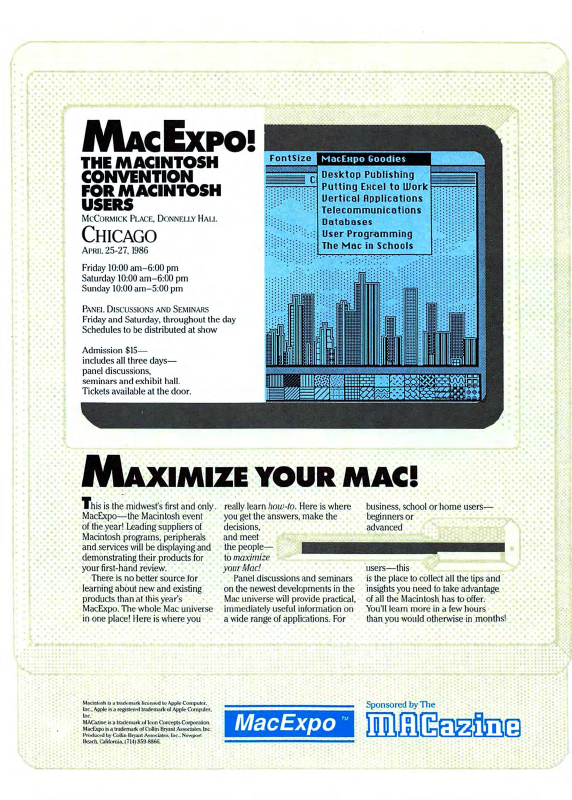 MACEXPO!
THE MACINTOSH
CONVENTION
FOR MACINTOSH
USERS
MCCORMICK PLACE, DONNELLY HALL
CHICAGO
APRIL 25-27, 1986
Friday 10:00 am–6:00 pm
Saturday 10:00 am–6:00 pm
Sunday 10:00 am–5:00 pm
PANEL DISCUSSIONS AND SEMINARS
Friday and Saturday, throughout the day
Schedules to be distributed at show
Admission $15—
includes all three days—
panel discussions,
seminars and exhibit hall.
Tickets available at the door.
FontSize MacExpo Goodies
C
Desktop Publishing
Putting Excel to Work
Vertical Applications
Telecommunications
Databases
User Programming
The Mac in Schools
MAXIMIZE YOUR MAC!
This is the midwest's first and only
MacExpo—the Macintosh event
of the year! Leading suppliers of
Macintosh programs, peripherals
and services will be displaying and
demonstrating their products for
your first-hand review.
There is no better source for
learning about new and existing
products than at this year's
MacExpo. The whole Mac universe
in one place! Here is where you
really learn how-to. Here is where
you get the answers, make the
decisions,
and meet
the people—
to maximize
your Mac!
Panel discussions and seminars
on the newest developments in the
Mac universe will provide practical,
immediately useful information on
a wide range of applications. For
business, school or home users—
beginners or
advanced
users—this
is the place to collect all the tips and
insights you need to take advantage
of all the Macintosh has to offer.
You'll learn more in a few hours
than you would otherwise in months!
Macintosh is a trademark licensed to Apple Computer,
Inc., Apple is a registered trademark of Apple Computer,
Inc.
MACazine is a trademark of Icon Concepts Corporaion.
MacExpo is a trademark of Collin Bryant Associates, Inc.
Produced by Collin Bryant Associates, Inc., Newport
Beach, California, (714) 859-8866.
MacExpo ™
Sponsored by The
MACazine